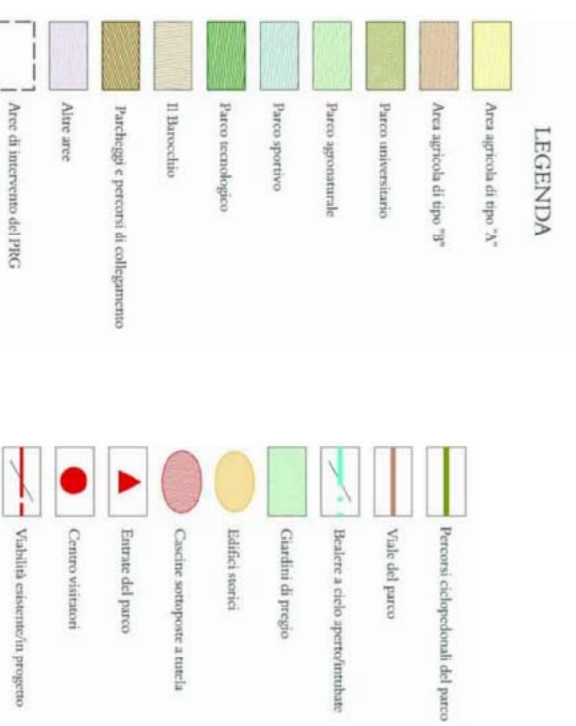 LEGENDA
Area agricola di tipo "A"
Area agricola di tipo "B"
Parco universitario
Parco agronaturale
Parco sportivo
Parco tecnologico
Il Barocchio
Parcheggi e percorsi di collegamento
Altre aree
Aree di intervento del PRG
Percorsi ciclopedonali del parco
Viale del parco
Bealere a cielo aperto/intubate
Giardini di pregio
Edifici storici
Cascine sottoposte a tutela
Entrate del parco
Centro visitatori
Viabilità esistente/in progetto